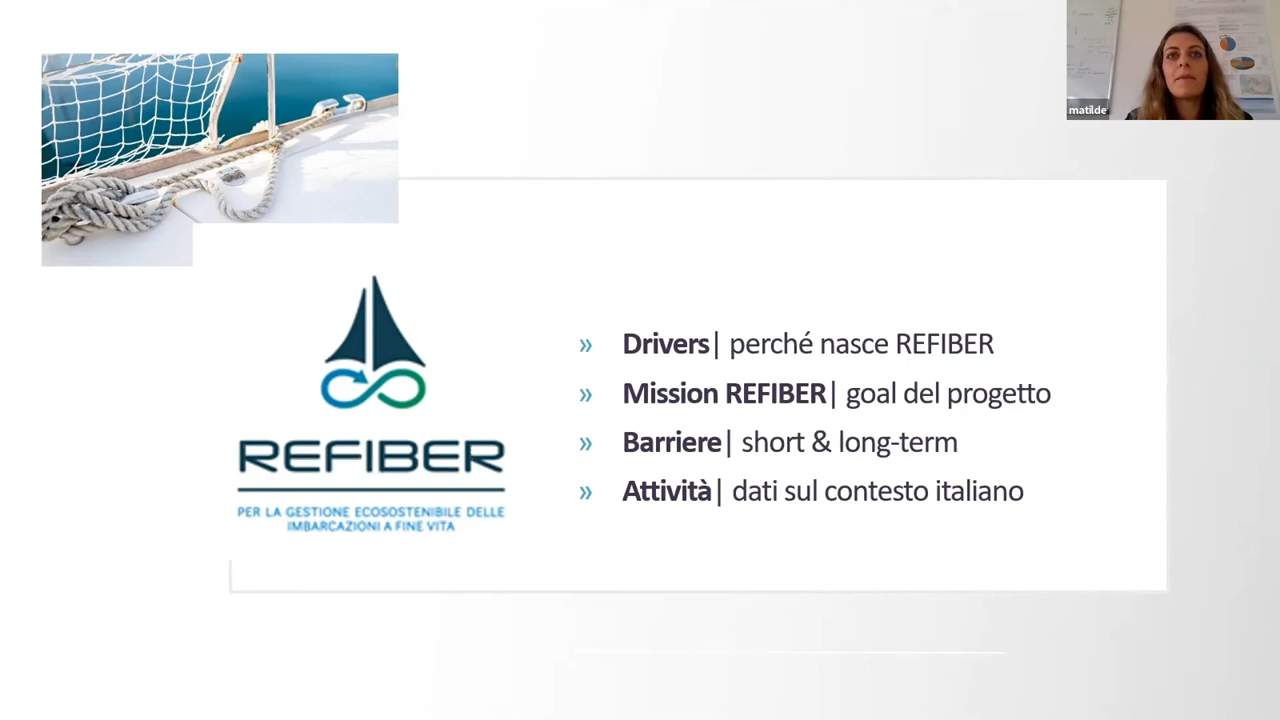 matilde
Drivers| perché nasce REFIBER
Mission REFIBER| goal del progetto
Barriere| short & long-term
Attività| dati sul contesto italiano
REFIBER
PER LA GESTIONE ECOSOSTENIBILE DELLE
IMBARCAZIONI A FINE VITA